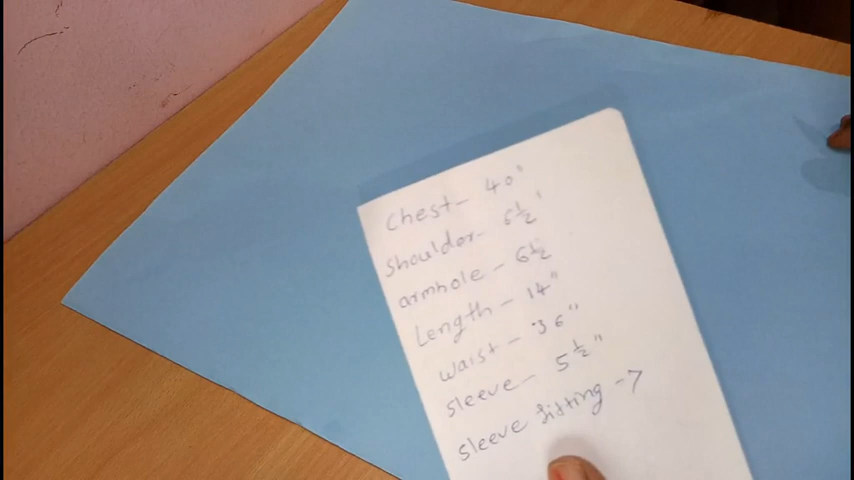 Chest- 40"
shoulder- 6½"
armhole - 6½
Length - 14"
waist - 36"
sleeve - 5½"
sleeve fitting - 7